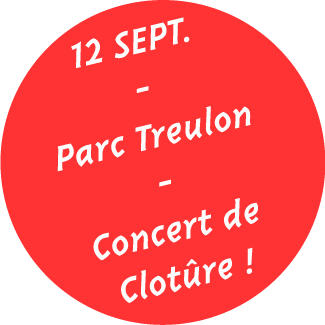 12 SEPT.
-
Parc Treulon
-
Concert de
Clotûre !